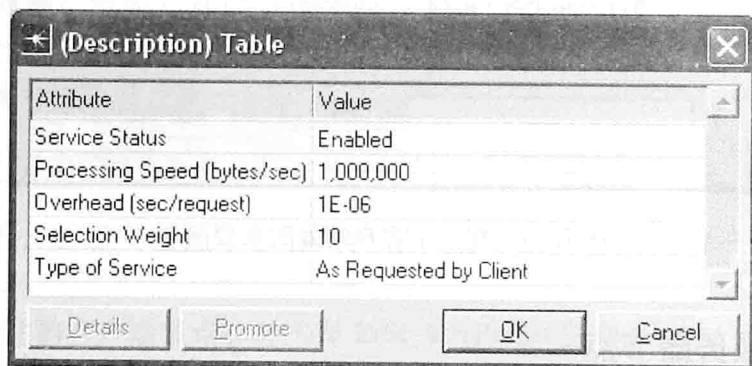 (Description) Table
Attribute Value
Service Status Enabled
Processing Speed (bytes/sec) 1,000,000
Overhead (sec/request) 1E-06
Selection Weight 10
Type of Service As Requested by Client
Details Promote OK Cancel